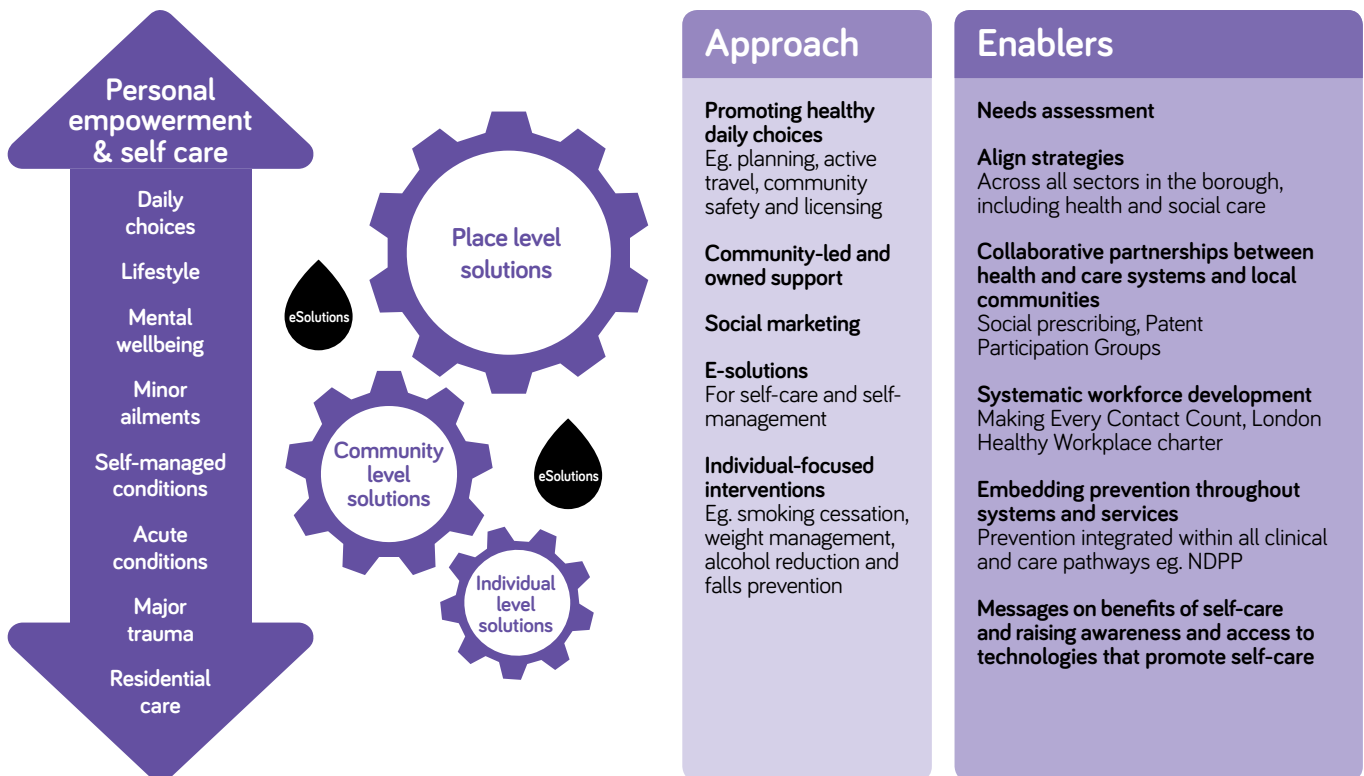 Personal
empowerment
& self care
Daily
choices
Lifestyle
Mental
wellbeing
Minor
ailments
Self-managed
conditions
Acute
conditions
Major
trauma
Residential
care
Place level
solutions
eSolutions
Community
level
solutions
eSolutions
Individual
level
solutions
Approach
Promoting healthy
daily choices
Eg. planning, active
travel, community
safety and licensing
Community-led and
owned support
Social marketing
E-solutions
For self-care and self-
management
Individual-focused
interventions
Eg. smoking cessation,
weight management,
alcohol reduction and
falls prevention
Enablers
Needs assessment
Align strategies
Across all sectors in the borough,
including health and social care
Collaborative partnerships between
health and care systems and local
communities
Social prescribing, Patent
Participation Groups
Systematic workforce development
Making Every Contact Count, London
Healthy Workplace charter
Embedding prevention throughout
systems and services
Prevention integrated within all clinical
and care pathways eg. NDPP
Messages on benefits of self-care
and raising awareness and access to
technologies that promote self-care